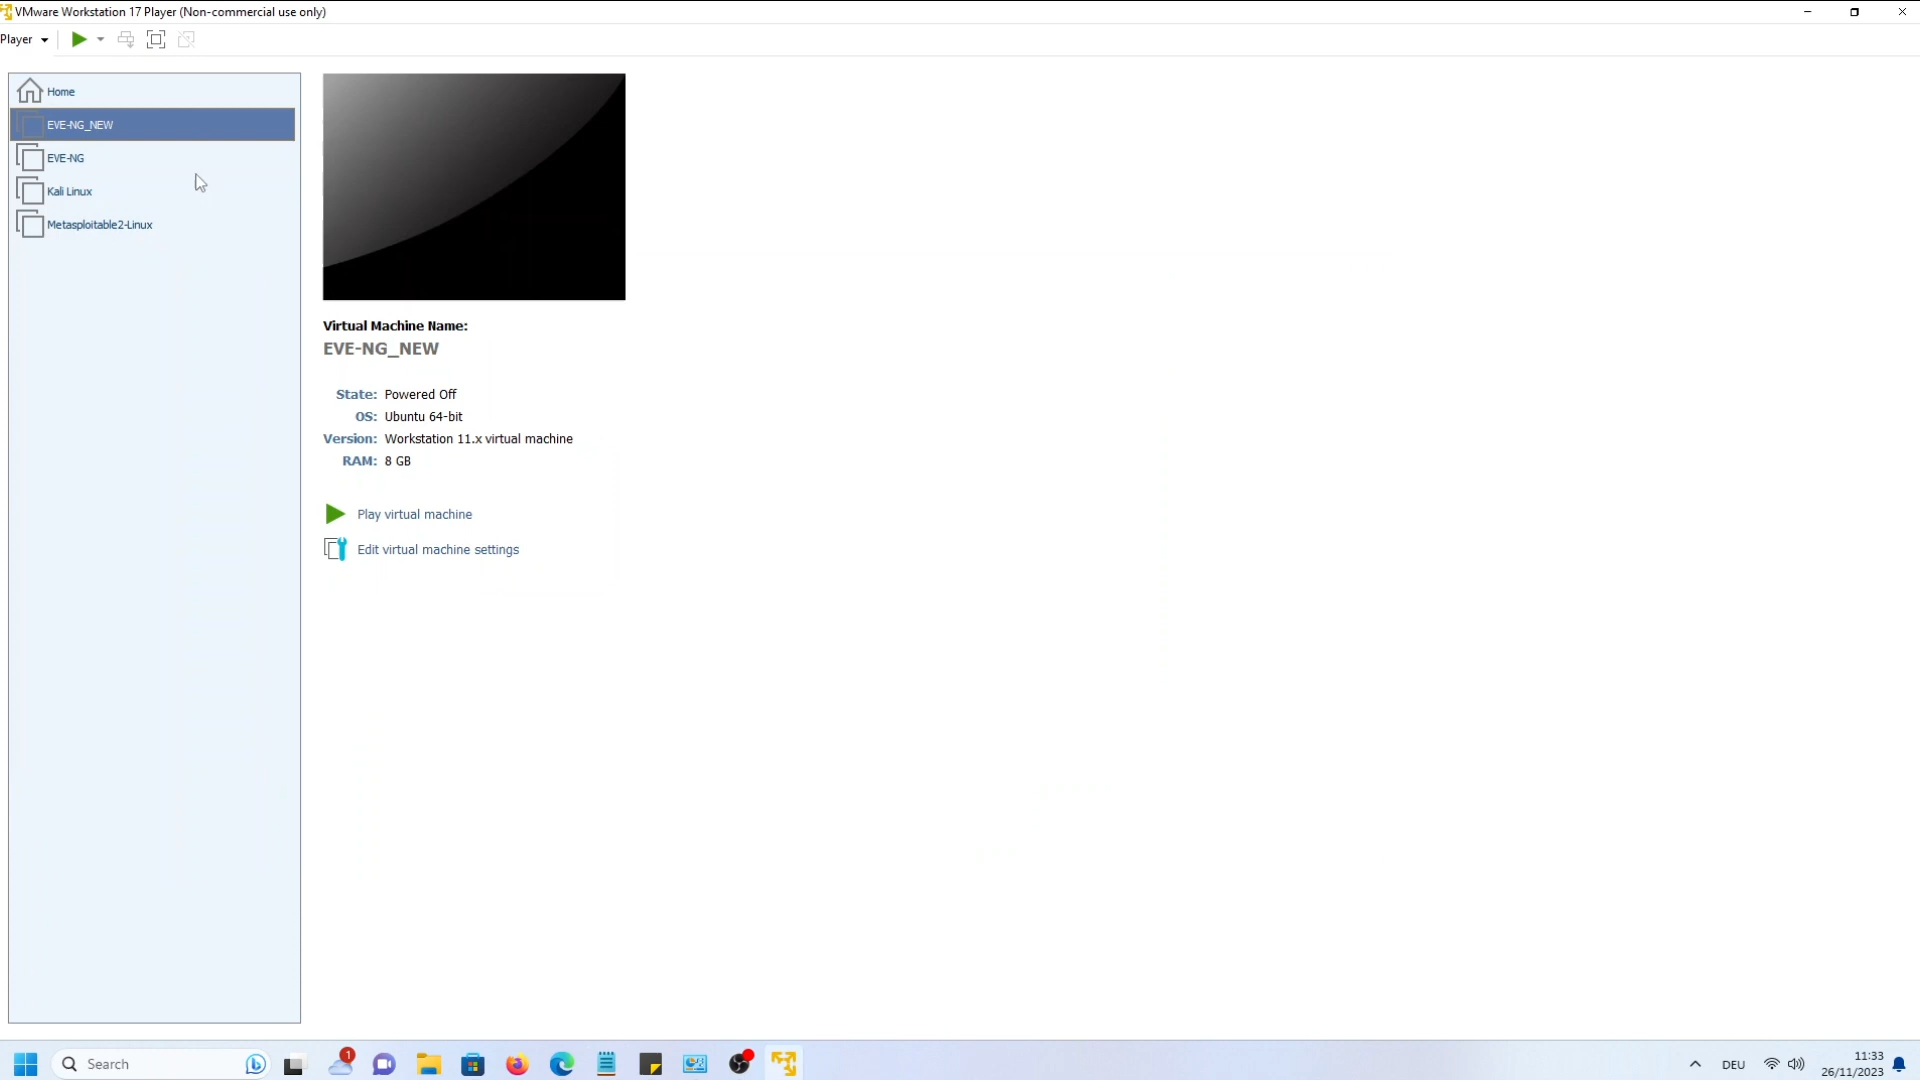 VMware Workstation 17 Player (Non-commercial use only)
Player
Home
EVE-NG_NEW
EVE-NG
Kali Linux
Metasploitable2-Linux
Virtual Machine Name:
EVE-NG_NEW
State: Powered Off
OS: Ubuntu 64-bit
Version: Workstation 11.x virtual machine
RAM: 8 GB
Play virtual machine
Edit virtual machine settings
Search
1
DEU
11:33
26/11/2023